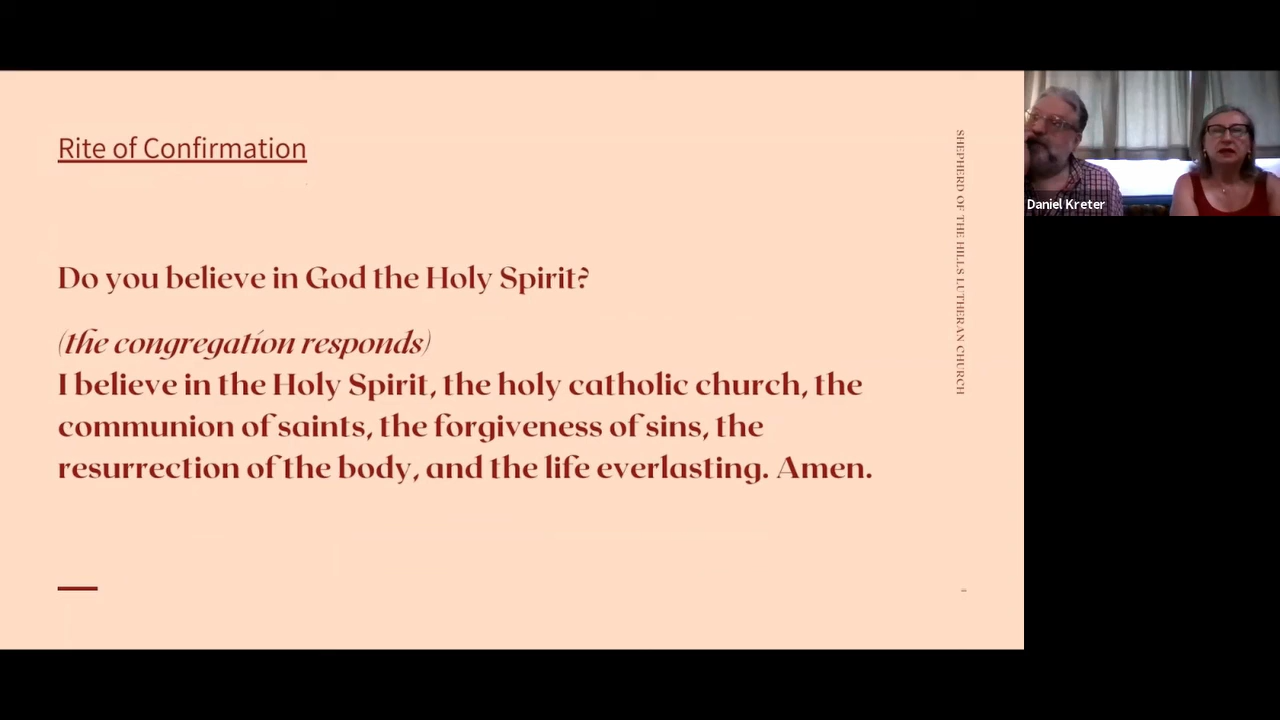 Rite of Confirmation
Do you believe in God the Holy Spirit?
(the congregation responds)
I believe in the Holy Spirit, the holy catholic church, the
communion of saints, the forgiveness of sins, the
resurrection of the body, and the life everlasting. Amen.
SHEPHERD OF THE HILLS LUTHERAN CHURCH
Daniel Kreter